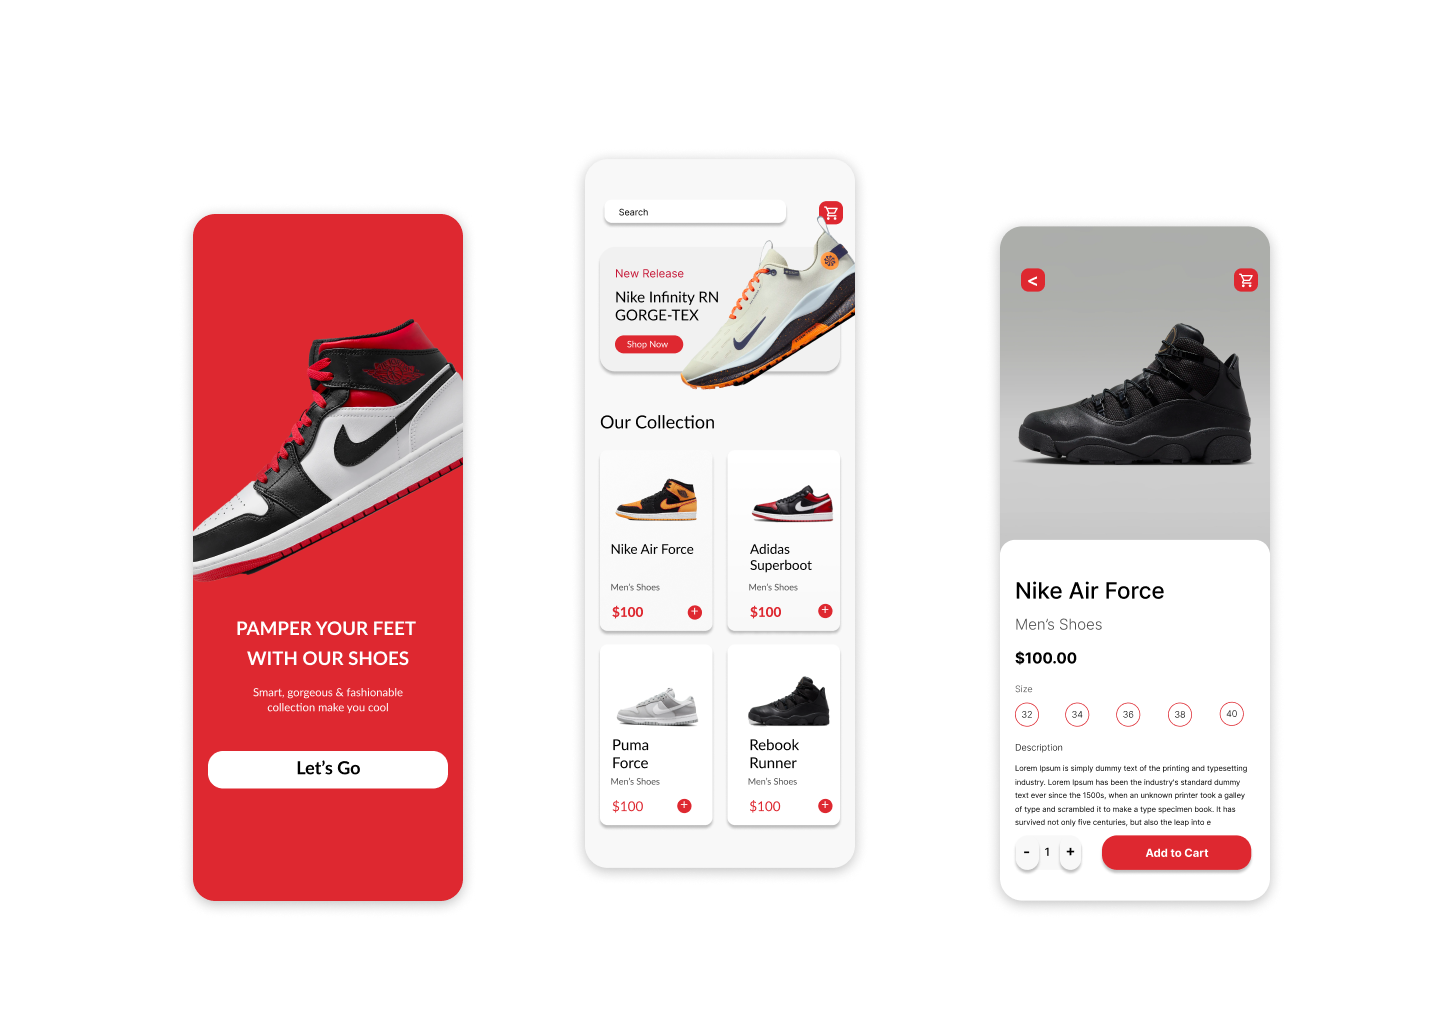 PAMPER YOUR FEET
WITH OUR SHOES
Smart, gorgeous & fashionable
collection make you cool
Let's Go
Search
New Release
Nike Infinity RN
GORGE-TEX
Shop Now
Our Collection
Nike Air Force
Men's Shoes
$100
+
Adidas
Superboot
Men's Shoes
$100
+
Puma
Force
Men's Shoes
$100
+
Rebook
Runner
Men's Shoes
$100
+
<
Nike Air Force
Men's Shoes
$100.00
Size
32 34 36 38 40
Description
Lorem Ipsum is simply dummy text of the printing and typesetting
industry. Lorem Ipsum has been the industry's standard dummy
text ever since the 1500s, when an unknown printer took a galley
of type and scrambled it to make a type specimen book. It has
survived not only five centuries, but also the leap into e
- 1 +
Add to Cart